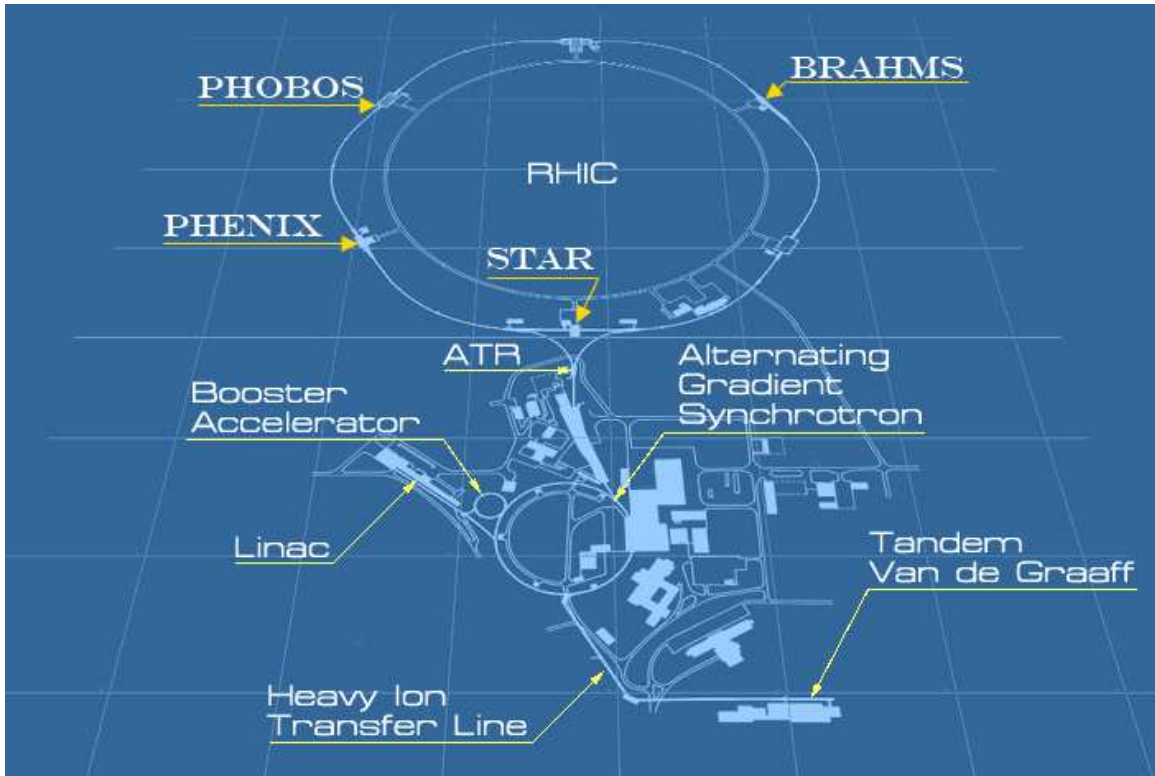 PHOBOS
BRAHMS
RHIC
PHENIX
STAR
ATR
Alternating
Gradient
Synchrotron
Booster
Accelerator
Linac
Tandem
Van de Graaff
Heavy Ion
Transfer Line